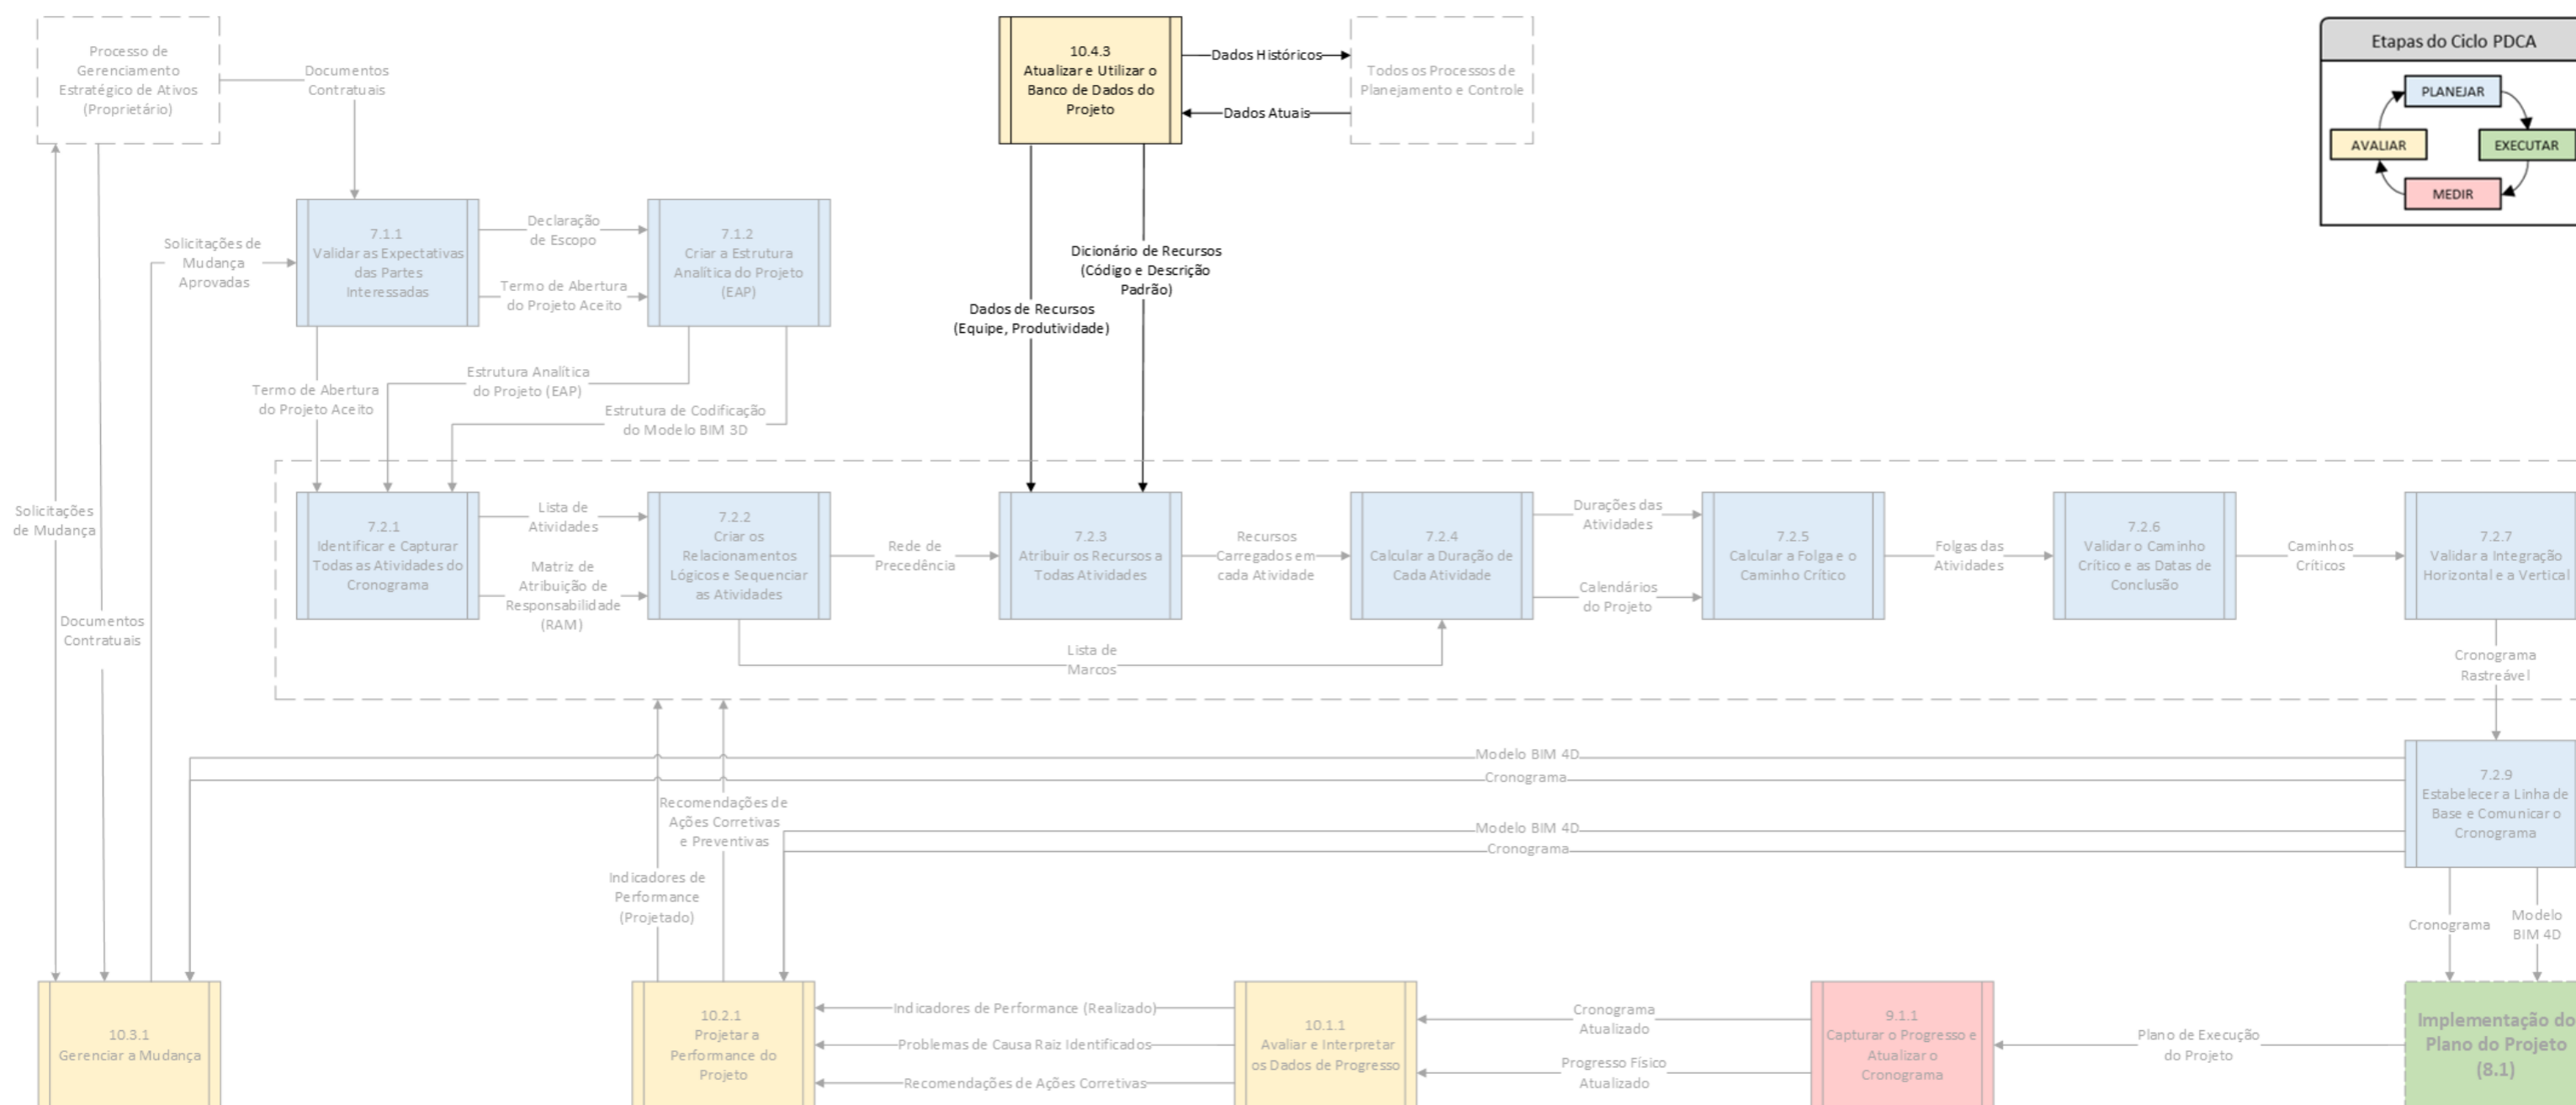 Processo de
Gerenciamento
Estratégico de Ativos
(Proprietário)
Documentos
Contratuais
10.4.3
Atualizar e Utilizar o
Banco de Dados do
Projeto
Dados Históricos
Dados Atuais
Todos os Processos de
Planejamento e Controle
Etapas do Ciclo PDCA
PLANEJAR
AVALIAR
EXECUTAR
MEDIR
Solicitações de
Mudança
Aprovadas
7.1.1
Validar as Expectativas
das Partes
Interessadas
Declaração
de Escopo
Termo de Abertura
do Projeto Aceito
7.1.2
Criar a Estrutura
Analítica do Projeto
(EAP)
Dicionário de Recursos
(Código e Descrição
Padrão)
Dados de Recursos
(Equipe, Produtividade)
Termo de Abertura
do Projeto Aceito
Estrutura Analítica
do Projeto (EAP)
Estrutura de Codificação
do Modelo BIM 3D
Solicitações
de Mudança
Documentos
Contratuais
7.2.1
Identificar e Capturar
Todas as Atividades do
Cronograma
Lista de
Atividades
Matriz de
Atribuição de
Responsabilidade
(RAM)
7.2.2
Criar os
Relacionamentos
Lógicos e Sequenciar
as Atividades
Rede de
Precedência
7.2.3
Atribuir os Recursos a
Todas Atividades
Recursos
Carregados em
cada Atividade
7.2.4
Calcular a Duração de
Cada Atividade
Durações das
Atividades
Calendários
do Projeto
7.2.5
Calcular a Folga e o
Caminho Crítico
Folgas das
Atividades
7.2.6
Validar o Caminho
Crítico e as Datas de
Conclusão
Caminhos
Críticos
7.2.7
Validar a Integração
Horizontal e a Vertical
Lista de
Marcos
Cronograma
Rastreável
Modelo BIM 4D
Cronograma
Modelo BIM 4D
Cronograma
7.2.9
Estabelecer a Linha de
Base e Comunicar o
Cronograma
Recomendações de
Ações Corretivas
e Preventivas
Indicadores de
Performance
(Projetado)
Cronograma
Modelo
BIM 4D
10.3.1
Gerenciar a Mudança
10.2.1
Projetar a
Performance do
Projeto
Indicadores de Performance (Realizado)
Problemas de Causa Raiz Identificados
Recomendações de Ações Corretivas
10.1.1
Avaliar e Interpretar
os Dados de Progresso
Cronograma
Atualizado
Progresso Físico
Atualizado
9.1.1
Capturar o Progresso e
Atualizar o
Cronograma
Plano de Execução
do Projeto
Implementação do
Plano do Projeto
(8.1)